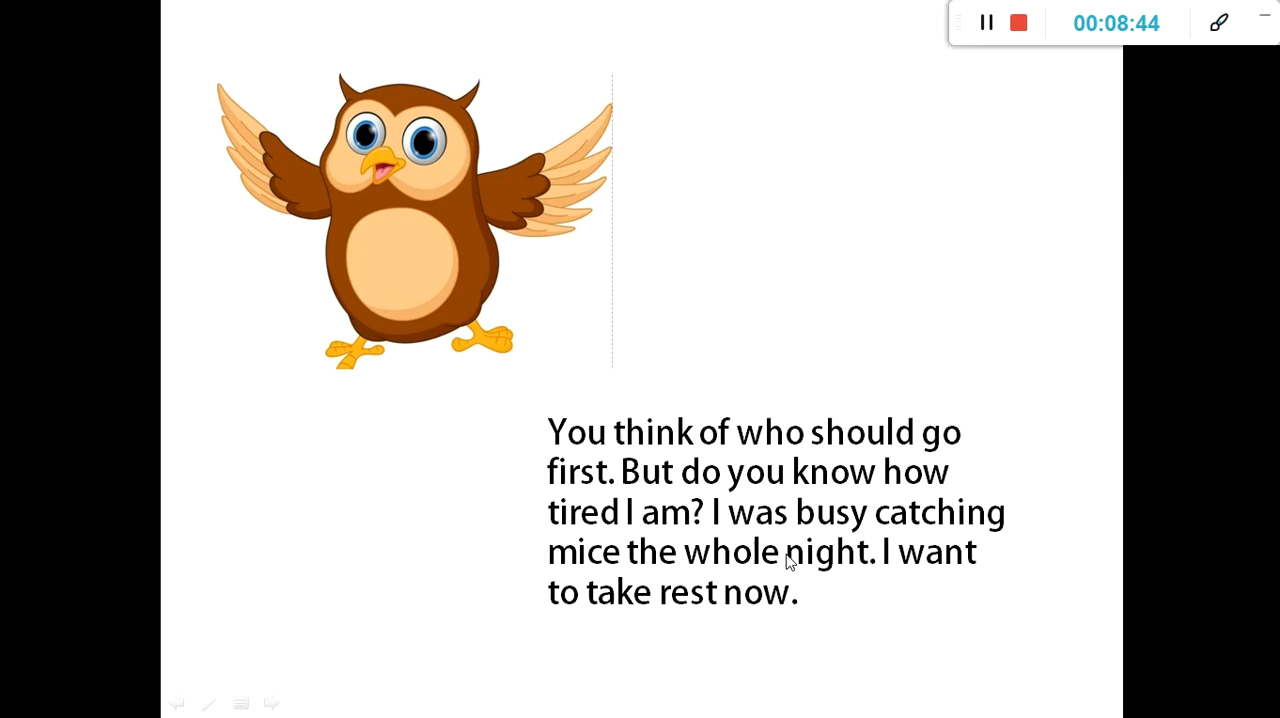 00:08:44
You think of who should go
first. But do you know how
tired I am? I was busy catching
mice the whole night. I want
to take rest now.